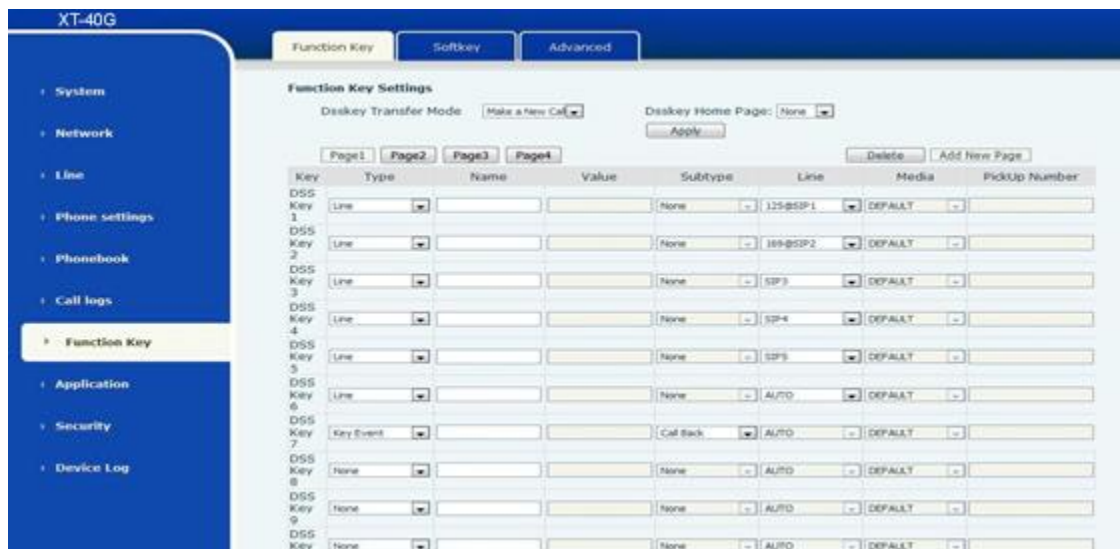 XT-40G
Function Key Softkey Advanced
System
Network
Line
Phone settings
Phonebook
Call logs
Function Key
Application
Security
Device Log
Function Key Settings
Dsskey Transfer Mode Make a New Call Dsskey Home Page: None
Apply
Page1 Page2 Page3 Page4 Delete Add New Page
Key Type Name Value Subtype Line Media PickUp Number
DSS Key 1 Line None 125@SIP1 DEFAULT
DSS Key 2 Line None 169@SIP2 DEFAULT
DSS Key 3 Line None SIP3 DEFAULT
DSS Key 4 Line None SIP4 DEFAULT
DSS Key 5 Line None SIP5 DEFAULT
DSS Key 6 Line None AUTO DEFAULT
DSS Key 7 Key Event Call Back AUTO DEFAULT
DSS Key 8 None None AUTO DEFAULT
DSS Key 9 None None AUTO DEFAULT
DSS Key None None AUTO DEFAULT